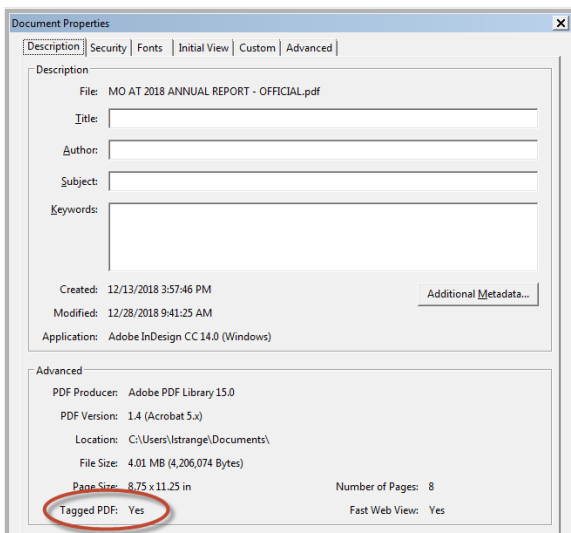 Document Properties
Description Security Fonts Initial View Custom Advanced
Description
File: MO AT 2018 ANNUAL REPORT - OFFICIAL.pdf
Title:
Author:
Subject:
Keywords:
Created: 12/13/2018 3:57:46 PM
Additional Metadata...
Modified: 12/28/2018 9:41:25 AM
Application: Adobe InDesign CC 14.0 (Windows)
Advanced
PDF Producer: Adobe PDF Library 15.0
PDF Version: 1.4 (Acrobat 5.x)
Location: C:\Users\lstrange\Documents\
File Size: 4.01 MB (4,206,074 Bytes)
Page Size: 8.75 x 11.25 in Number of Pages: 8
Tagged PDF: Yes Fast Web View: Yes